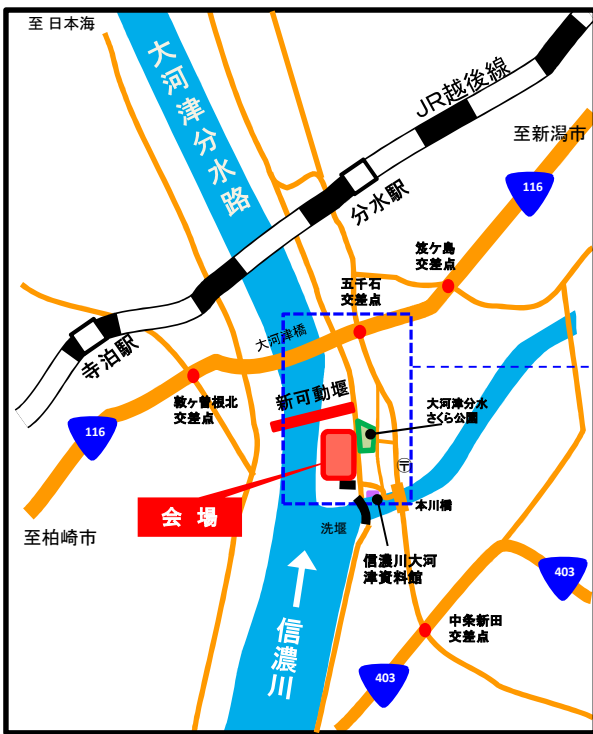 至 日本海
大河津分水路
JR越後線
至新潟市
116
分水駅
笈ケ島
交差点
五千石
交差点
大河津橋
寺泊駅
敦ヶ曽根北
交差点
新可動堰
大河津分水
さくら公園
116
〒
会 場
本川橋
洗堰
至柏崎市
信濃川大河
津資料館
403
信濃川
中条新田
交差点
403